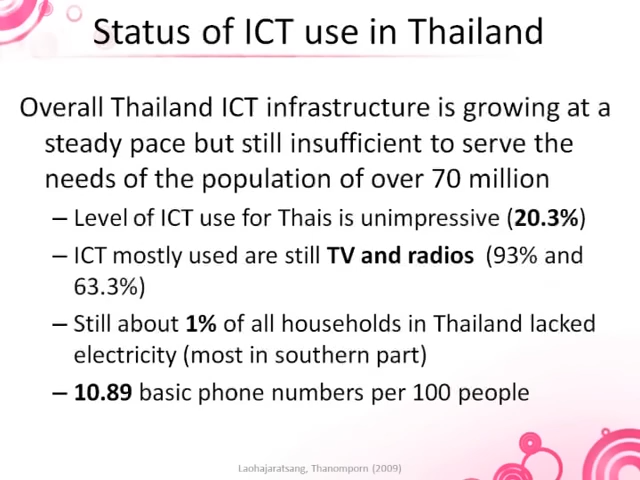 Status of ICT use in Thailand
Overall Thailand ICT infrastructure is growing at a
steady pace but still insufficient to serve the
needs of the population of over 70 million
– Level of ICT use for Thais is unimpressive (20.3%)
– ICT mostly used are still TV and radios (93% and
63.3%)
– Still about 1% of all households in Thailand lacked
electricity (most in southern part)
– 10.89 basic phone numbers per 100 people
Laohajaratsang, Thanomporn (2009)